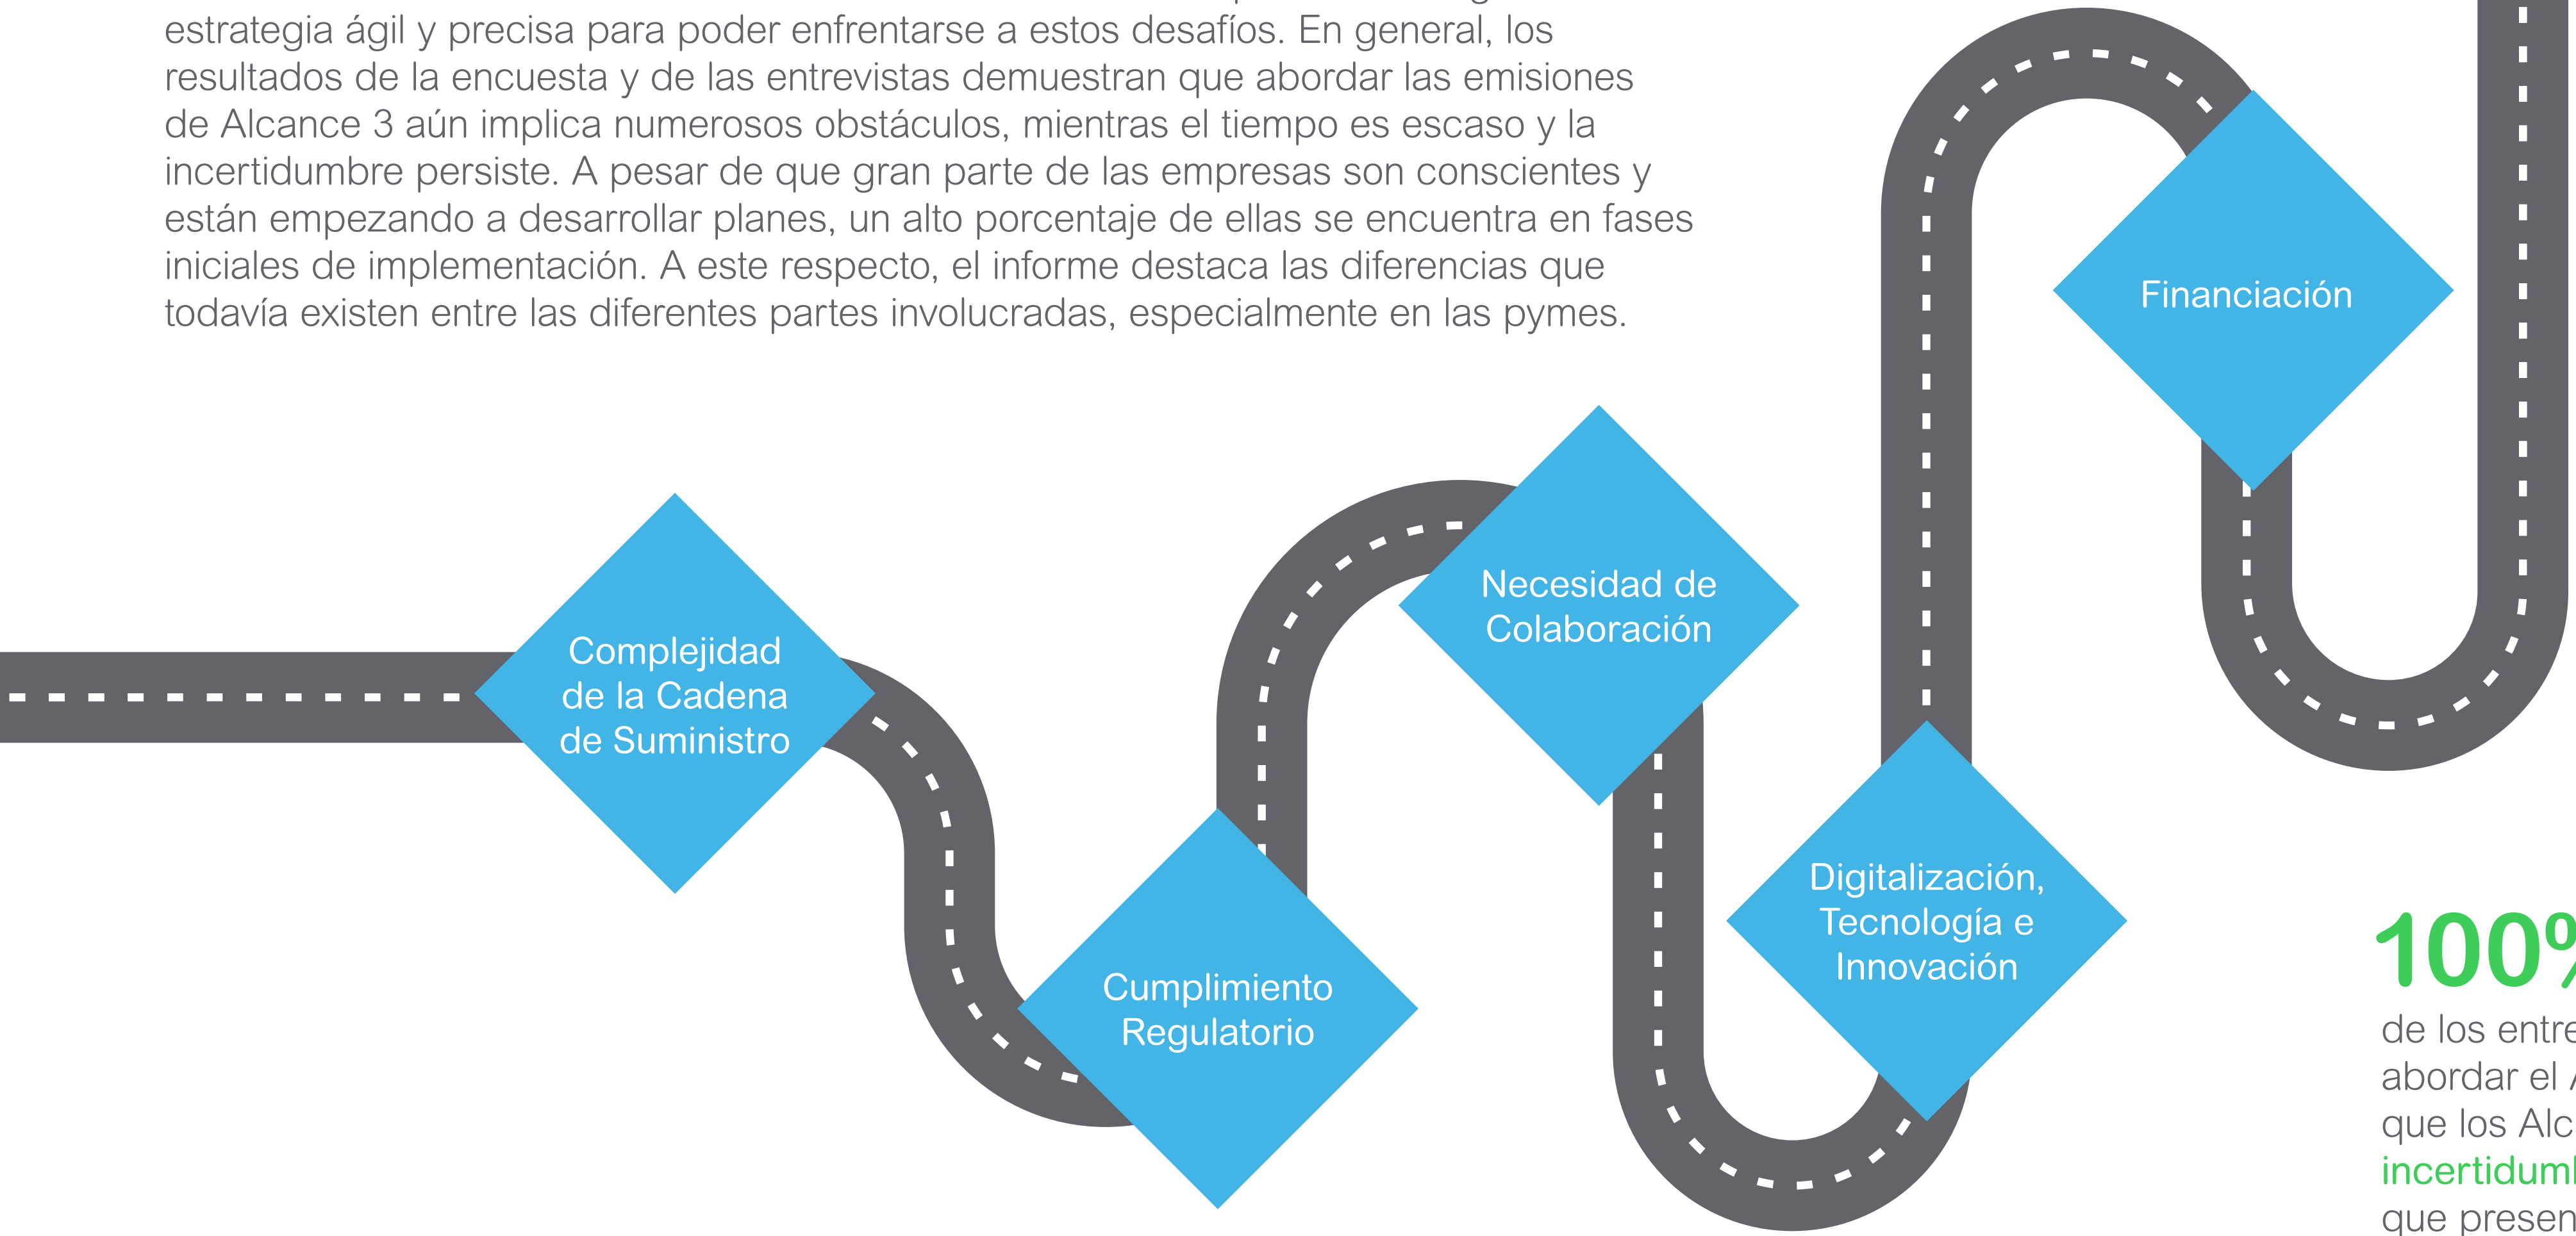 estrategia ágil y precisa para poder enfrentarse a estos desafíos. En general, los
resultados de la encuesta y de las entrevistas demuestran que abordar las emisiones
de Alcance 3 aún implica numerosos obstáculos, mientras el tiempo es escaso y la
incertidumbre persiste. A pesar de que gran parte de las empresas son conscientes y
están empezando a desarrollar planes, un alto porcentaje de ellas se encuentra en fases
iniciales de implementación. A este respecto, el informe destaca las diferencias que
todavía existen entre las diferentes partes involucradas, especialmente en las pymes.
Complejidad
de la Cadena
de Suministro
Cumplimiento
Regulatorio
Necesidad de
Colaboración
Digitalización,
Tecnología e
Innovación
Financiación
100%
de los
abordar el
que los
que